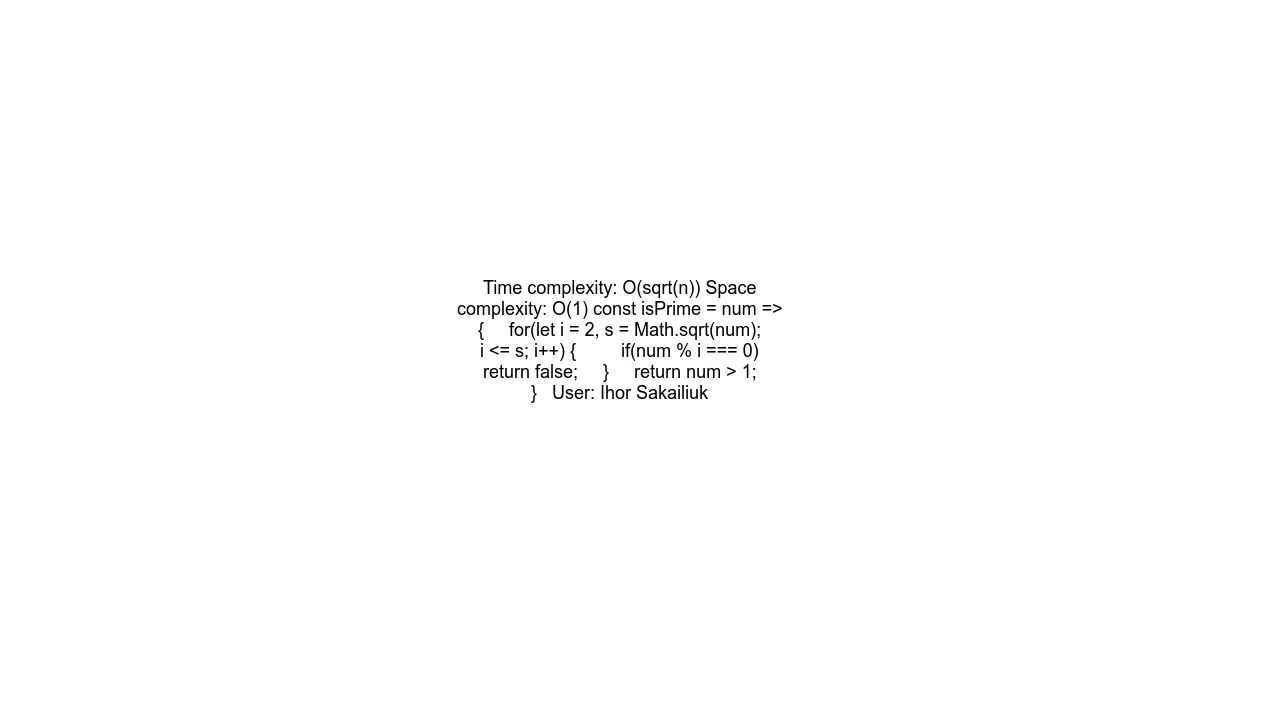 Time complexity: O(sqrt(n)) Space
complexity: O(1) const isPrime = num =>
{     for(let i = 2, s = Math.sqrt(num);
i <= s; i++) {         if(num % i === 0)
return false;     }     return num > 1;
}   User: Ihor Sakailiuk